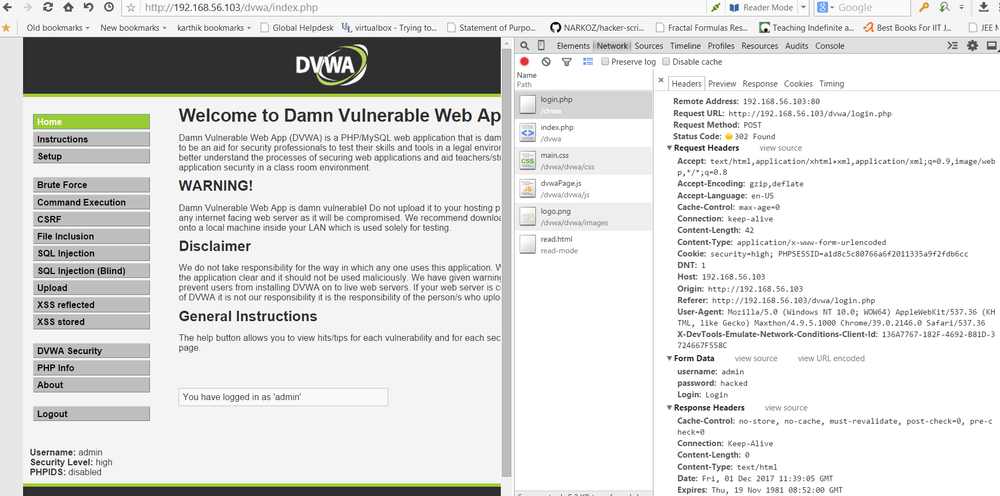 http://192.168.56.103/dvwa/index.php
Reader Mode
Google
Old bookmarks
New bookmarks
karthik bookmarks
Global Helpdesk
virtualbox - Trying to...
Statement of Purpo...
NARKOZ/hacker-scri...
Fractal Formulas Res...
Teaching Indefinite a...
Best Books For IIT J...
JEE M
DVWA
Home
Instructions
Setup
Brute Force
Command Execution
CSRF
File Inclusion
SQL Injection
SQL Injection (Blind)
Upload
XSS reflected
XSS stored
DVWA Security
PHP Info
About
Logout
Username: admin
Security Level: high
PHPIDS: disabled
Welcome to Damn Vulnerable Web Ap
Damn Vulnerable Web App (DVWA) is a PHP/MySQL web application that is dam
to be an aid for security professionals to test their skills and tools in a legal enviror
better understand the processes of securing web applications and aid teachers/stu
application security in a class room environment.
WARNING!
Damn Vulnerable Web App is damn vulnerable! Do not upload it to your hosting p
any internet facing web server as it will be compromised. We recommend downloa
onto a local machine inside your LAN which is used solely for testing.
Disclaimer
We do not take responsibility for the way in which any one uses this application. W
the application clear and it should not be used maliciously. We have given warning
prevent users from installing DVWA on to live web servers. If your web server is c
of DVWA it is not our responsibility it is the responsibility of the person/s who uplo
General Instructions
The help button allows you to view hits/tips for each vulnerability and for each sec
page.
You have logged in as 'admin'
Elements Network Sources Timeline Profiles Resources Audits Console
Preserve log Disable cache
Name
Path
login.php
/dvwa
index.php
/dvwa
main.css
/dvwa/dvwa/css
dvwaPage.js
/dvwa/dvwa/js
logo.png
/dvwa/dvwa/images
read.html
read-mode
Headers Preview Response Cookies Timing
Remote Address: 192.168.56.103:80
Request URL: http://192.168.56.103/dvwa/login.php
Request Method: POST
Status Code: 302 Found
Request Headers view source
Accept: text/html,application/xhtml+xml,application/xml;q=0.9,image/web
p,*/*;q=0.8
Accept-Encoding: gzip,deflate
Accept-Language: en-US
Cache-Control: max-age=0
Connection: keep-alive
Content-Length: 42
Content-Type: application/x-www-form-urlencoded
Cookie: security=high; PHPSESSID=a1d8c5c80766a6f2011335a9f2fdb6cc
DNT: 1
Host: 192.168.56.103
Origin: http://192.168.56.103
Referer: http://192.168.56.103/dvwa/login.php
User-Agent: Mozilla/5.0 (Windows NT 10.0; WOW64) AppleWebKit/537.36 (KH
TML, like Gecko) Maxthon/4.9.5.1000 Chrome/39.0.2146.0 Safari/537.36
X-DevTools-Emulate-Network-Conditions-Client-Id: 136A7767-182F-4692-B81D-3
724667F558C
Form Data view source view URL encoded
username: admin
password: hacked
Login: Login
Response Headers view source
Cache-Control: no-store, no-cache, must-revalidate, post-check=0, pre-c
heck=0
Connection: Keep-Alive
Content-Length: 0
Content-Type: text/html
Date: Fri, 01 Dec 2017 11:39:05 GMT
Expires: Thu, 19 Nov 1981 08:52:00 GMT